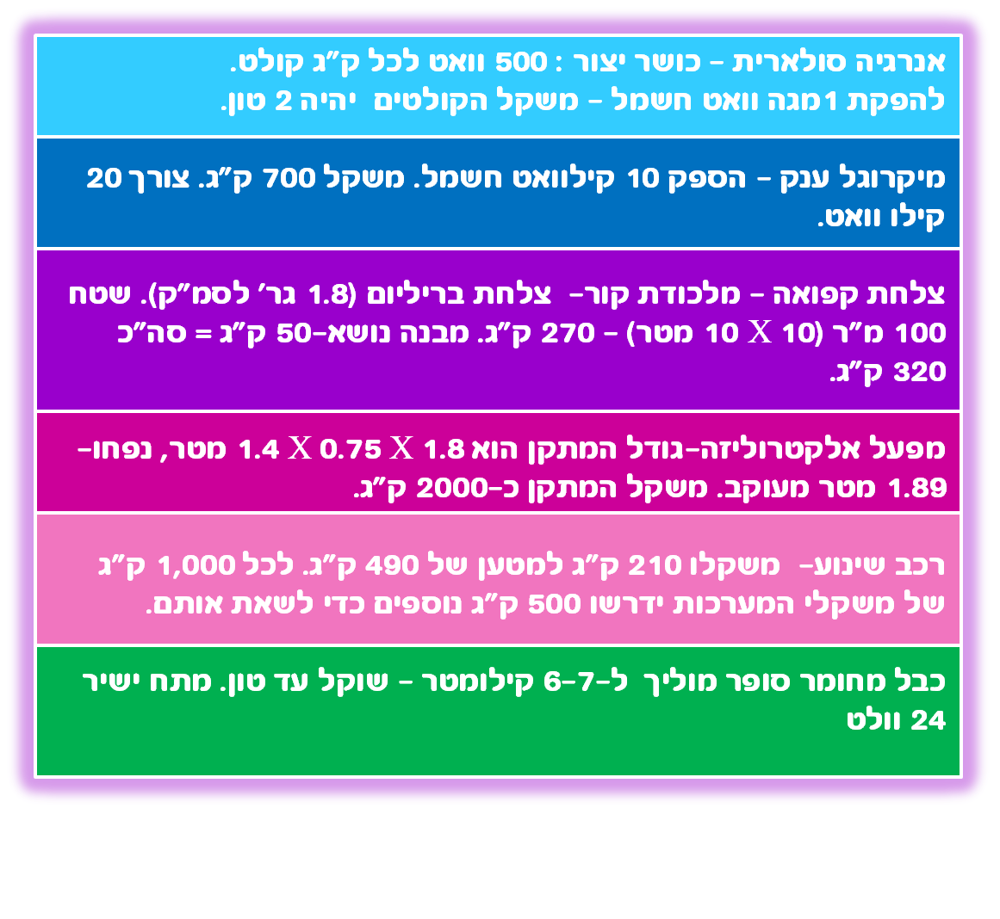 אנרגיה סולארית – כושר יצור : 500 וואט לכל ק"ג קולט.
להפקת 1מגה וואט חשמל – משקל הקולטים יהיה 2 טון.
מיקרוגל ענק – הספק 10 קילוואט חשמל. משקל 700 ק"ג. צורך 20
קילו וואט.
צלחת קפואה – מלכודת קור– צלחת בריליום (1.8 גר' לסמ"ק). שטח
100 מ"ר (10 X 10 מטר) – 270 ק"ג. מבנה נושא–50 ק"ג = סה"כ
320 ק"ג.
מפעל אלקטרוליזה–גודל המתקן הוא 1.8 X 0.75 X 1.4 מטר, נפחו–
1.89 מטר מעוקב. משקל המתקן כ–2000 ק"ג.
רכב שינוע– משקלו 210 ק"ג למטען של 490 ק"ג. לכל 1,000 ק"ג
של משקלי המערכות ידרשו 500 ק"ג נוספים כדי לשאת אותם.
כבל מחומר סופר מוליך ל–6–7 קילומטר – שוקל עד טון. מתח ישיר
24 וולט